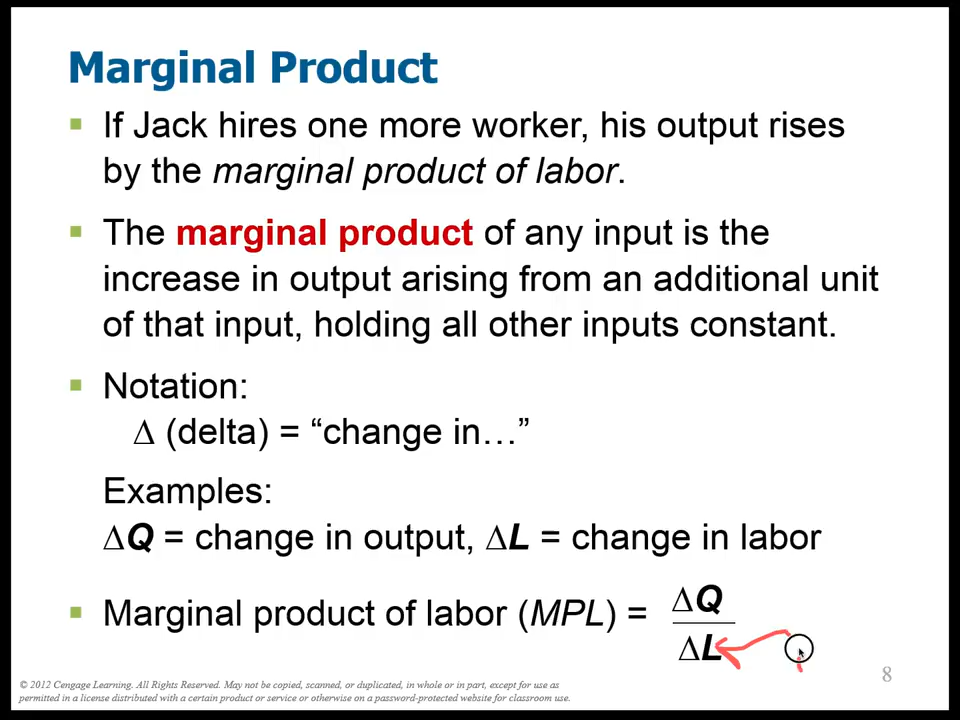 Marginal Product
If Jack hires one more worker, his output rises
by the marginal product of labor.
The marginal product of any input is the
increase in output arising from an additional unit
of that input, holding all other inputs constant.
Notation:
∆ (delta) = “change in…”
Examples:
∆Q = change in output, ∆L = change in labor
Marginal product of labor (MPL) =
∆Q
∆L
8
© 2012 Cengage Learning. All Rights Reserved. May not be copied, scanned, or duplicated, in whole or in part, except for use as
permitted in a license distributed with a certain product or service or otherwise on a password-protected website for classroom use.